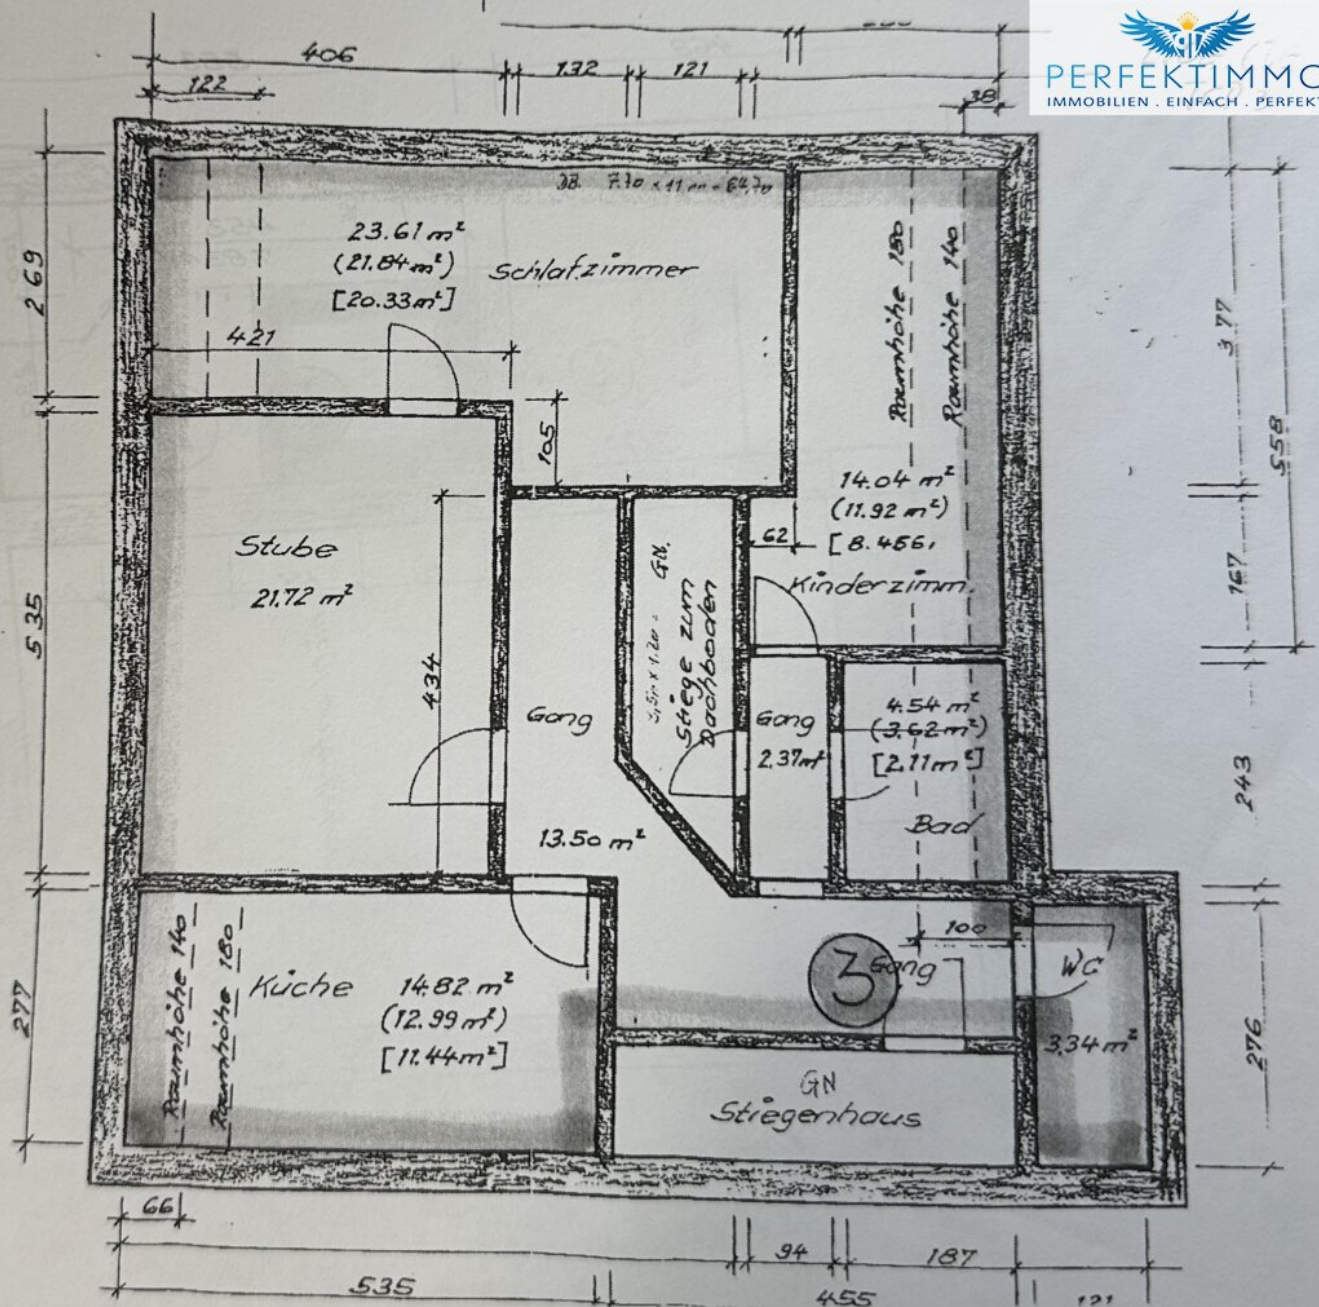 PERFEKTIMMO
IMMOBILIEN . EINFACH . PERFEKT
406
132
121
122
38
23.61 m²
(21.84 m²)
[20.33 m²]
Schlafzimmer
421
105
269
535
277
Stube
21.72 m²
434
Gang
13.50 m²
GN.
Stiege zum
Dachboden
62
Raumhöhe 180
Raumhöhe 140
14.04 m²
(11.92 m²)
Kinderzimm.
377
558
167
243
276
Gang
2.37 m²
4.54 m²
(3.62 m²)
[2.11 m²]
Bad
100
3
Gang
WC
3.34 m²
Raumhöhe 140
Raumhöhe 180
Küche
14.82 m²
(12.99 m²)
[11.44 m²]
GN
Stiegenhaus
66
94
187
535
455
121